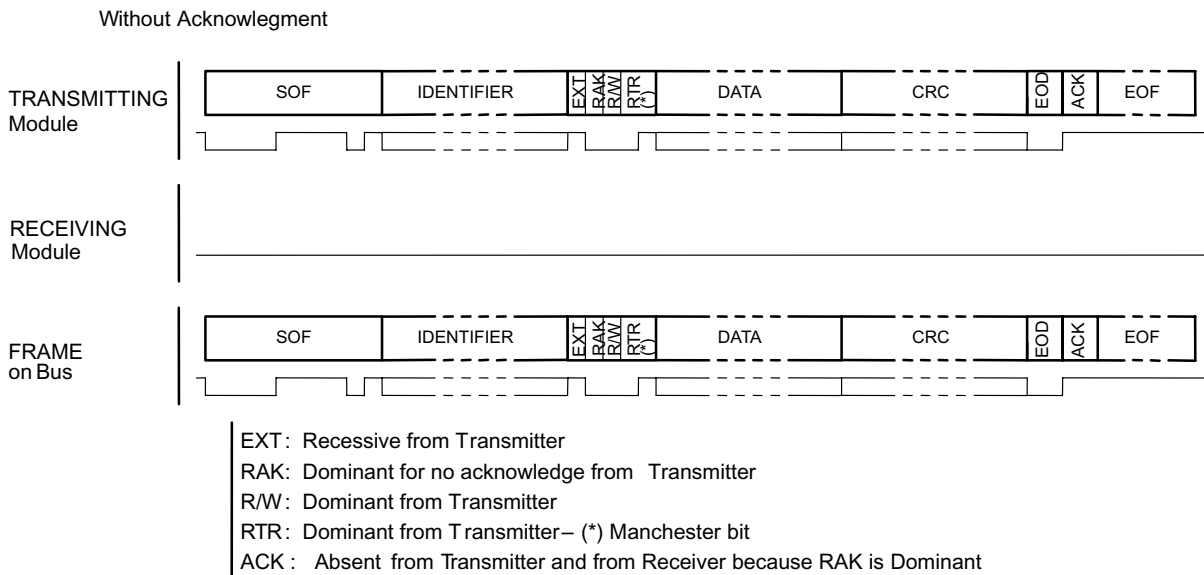 Without Acknowlegment
TRANSMITTING
Module
SOF IDENTIFIER EXT RAK R/W RTR (*) DATA CRC EOD ACK EOF
RECEIVING
Module
FRAME
on Bus
SOF IDENTIFIER EXT RAK R/W RTR (*) DATA CRC EOD ACK EOF
EXT: Recessive from Transmitter
RAK: Dominant for no acknowledge from Transmitter
R/W: Dominant from Transmitter
RTR: Dominant from Transmitter– (*) Manchester bit
ACK: Absent from Transmitter and from Receiver because RAK is Dominant